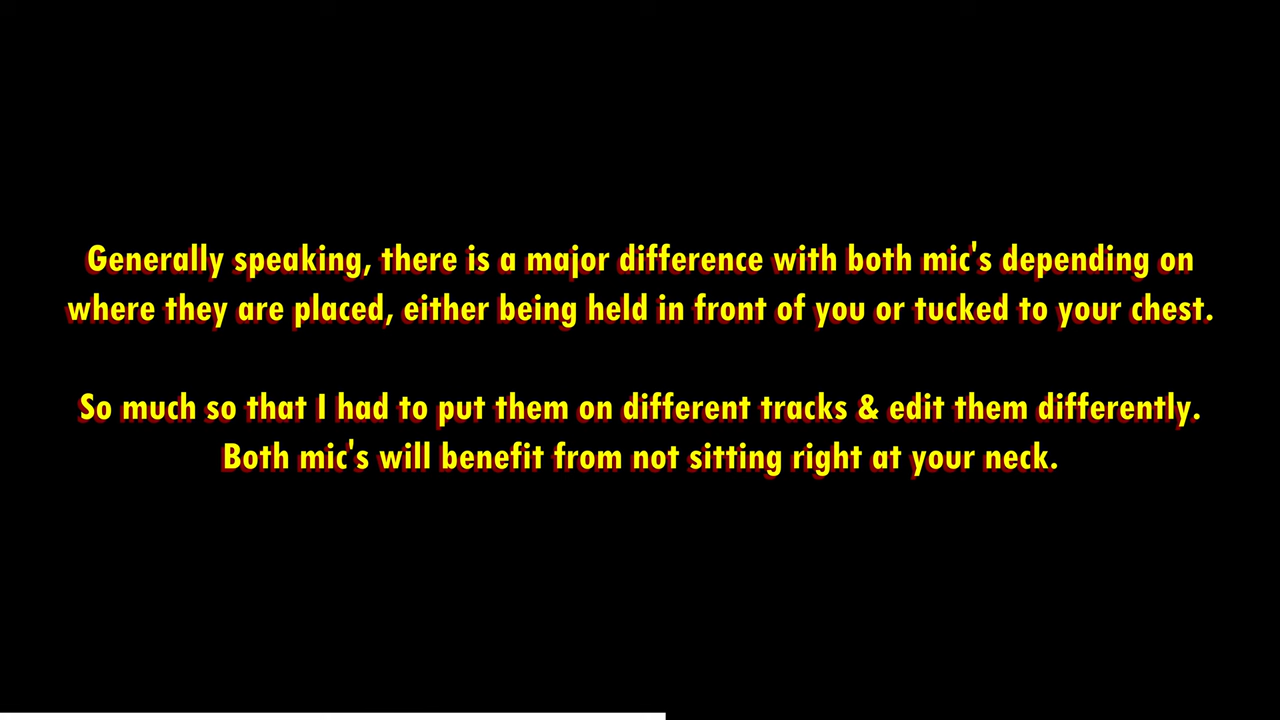 Generally speaking, there is a major difference with both mic's depending on
where they are placed, either being held in front of you or tucked to your chest.
So much so that I had to put them on different tracks & edit them differently.
Both mic's will benefit from not sitting right at your neck.